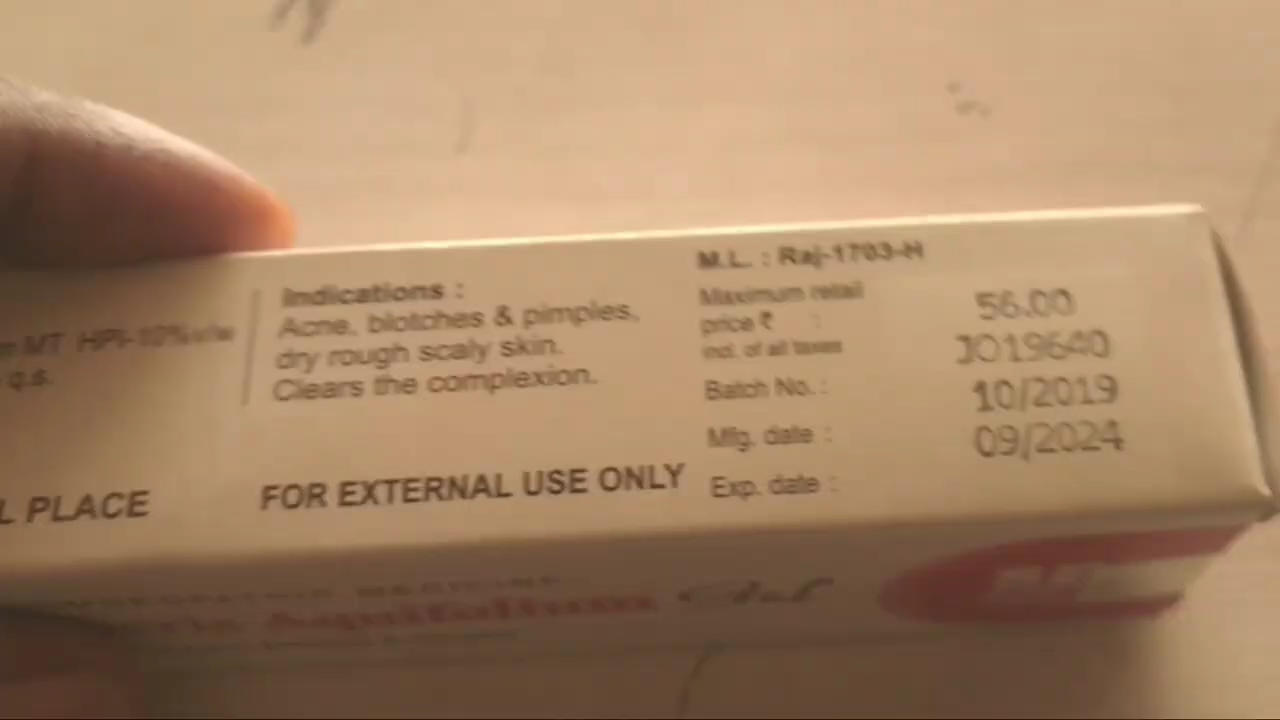 MT HPI-10%v/w
q.s.
L PLACE
Indications :
Acne, blotches & pimples,
dry rough scaly skin.
Clears the complexion.
FOR EXTERNAL USE ONLY
M.L. : Raj-1703-H
Maximum retail
price ₹ : 56.00
incl. of all taxes
Batch No. : JO19640
Mfg. date : 10/2019
Exp. date : 09/2024
Aquifolium